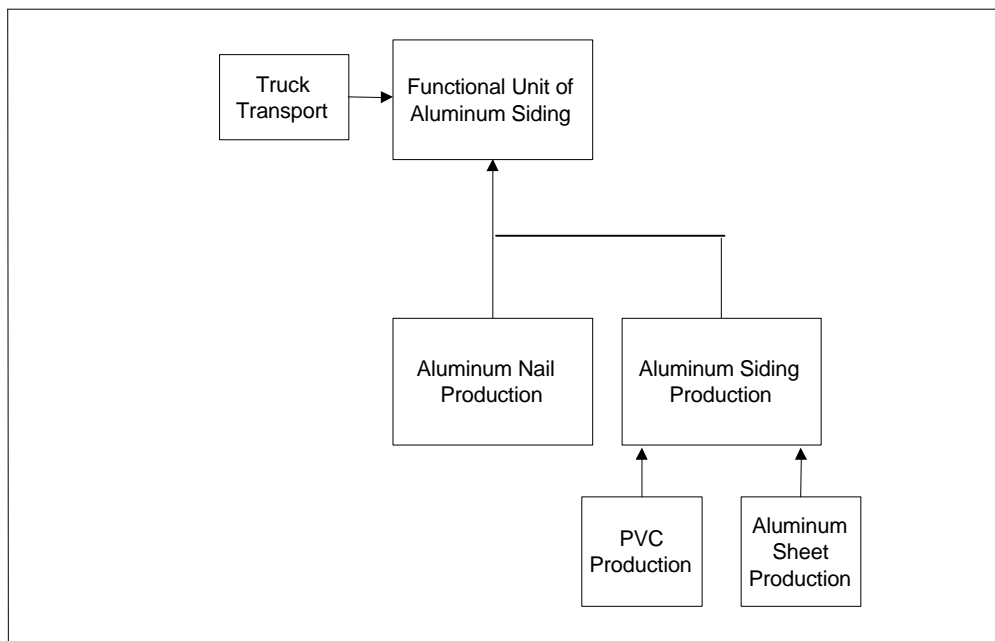 Truck
Transport
Functional Unit of
Aluminum Siding
Aluminum Nail
Production
Aluminum Siding
Production
PVC
Production
Aluminum
Sheet
Production